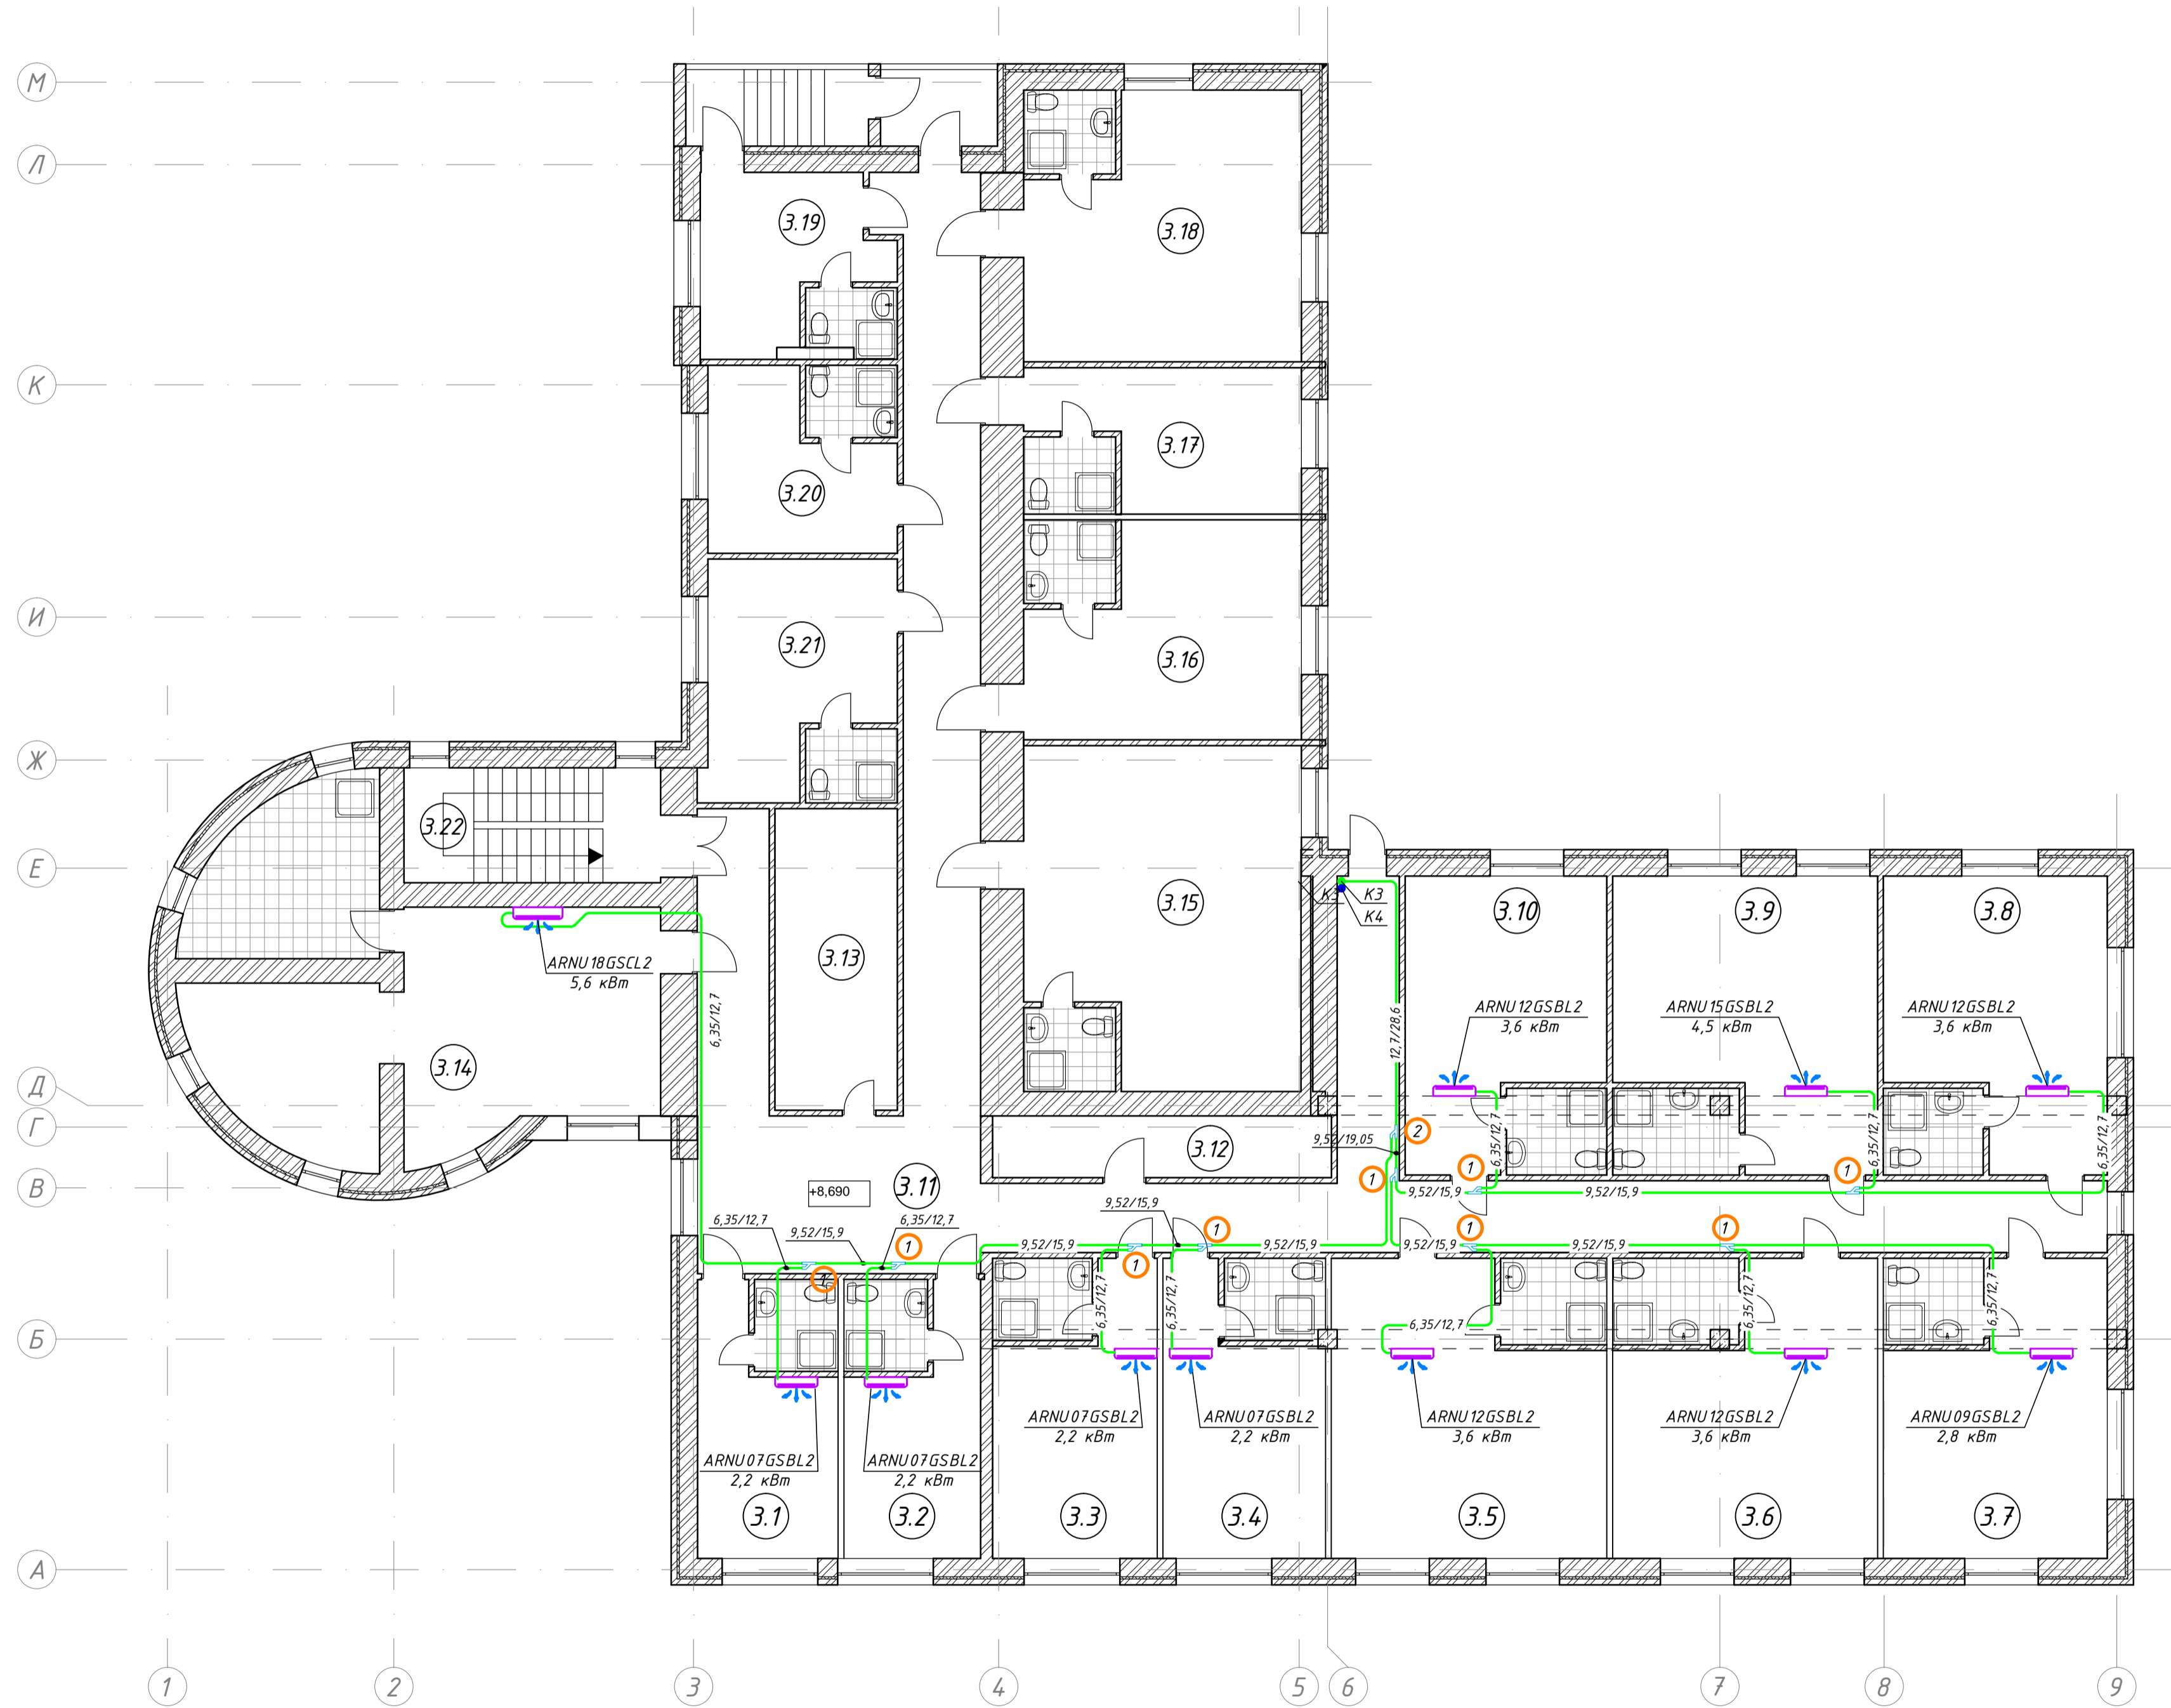 М
Л
3.19
3.18
К
3.17
3.20
И
3.21
3.16
Ж
3.22
Е
К3
К3
К4
3.15
3.10
3.9
3.8
3.13
ARNU18GSCL2
5,6 кВт
6,35/12,7
12,7/28,6
ARNU12GSBL2
3,6 кВт
ARNU15GSBL2
4,5 кВт
ARNU12GSBL2
3,6 кВт
3.14
Д
Г
В
9,52/19,05
2
3.12
6,35/12,7
6,35/12,7
6,35/12,7
1
1
1
+8,690
3.11
9,52/15,9
9,52/15,9
6,35/12,7
9,52/15,9
6,35/12,7
9,52/15,9
1
1
1
1
9,52/15,9
9,52/15,9
9,52/15,9
9,52/15,9
1
1
6,35/12,7
6,35/12,7
6,35/12,7
6,35/12,7
6,35/12,7
Б
ARNU07GSBL2
2,2 кВт
ARNU07GSBL2
2,2 кВт
ARNU12GSBL2
3,6 кВт
ARNU12GSBL2
3,6 кВт
ARNU09GSBL2
2,8 кВт
ARNU07GSBL2
2,2 кВт
ARNU07GSBL2
2,2 кВт
3.1
3.2
3.3
3.4
3.5
3.6
3.7
А
1
2
3
4
5
6
7
8
9